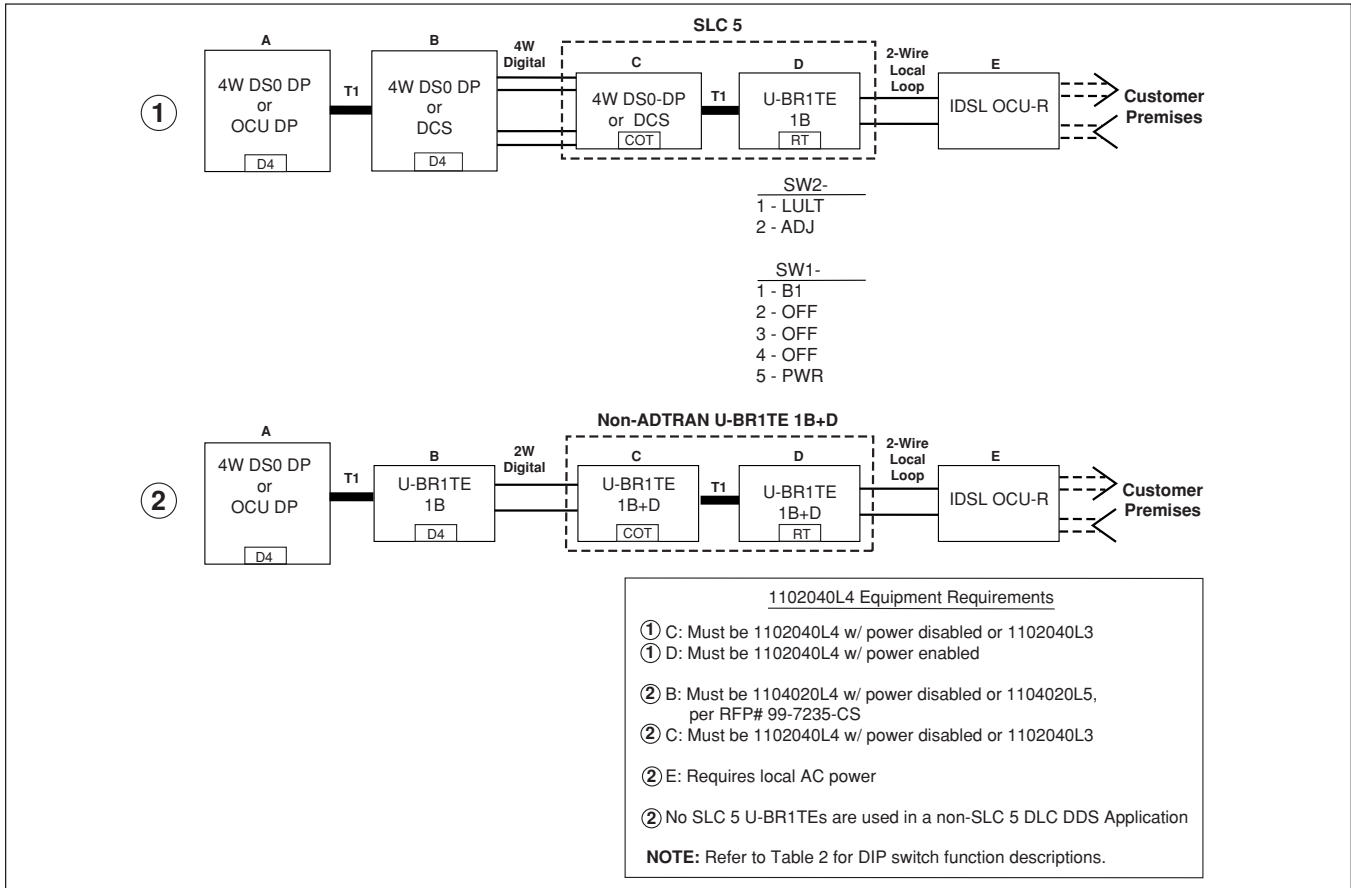 SLC 5
A
B
4W
Digital
C
D
2-Wire
Local
Loop
E
1
4W DS0 DP
or
OCU DP
D4
T1
4W DS0 DP
or
DCS
D4
4W DS0-DP
or DCS
COT
T1
U-BR1TE
1B
RT
IDSL OCU-R
Customer
Premises
SW2-
1 - LULT
2 - ADJ
SW1-
1 - B1
2 - OFF
3 - OFF
4 - OFF
5 - PWR
Non-ADTRAN U-BR1TE 1B+D
A
B
2W
Digital
C
D
2-Wire
Local
Loop
E
2
4W DS0 DP
or
OCU DP
D4
T1
U-BR1TE
1B
D4
U-BR1TE
1B+D
COT
T1
U-BR1TE
1B+D
RT
IDSL OCU-R
Customer
Premises
1102040L4 Equipment Requirements
1 C: Must be 1102040L4 w/ power disabled or 1102040L3
1 D: Must be 1102040L4 w/ power enabled
2 B: Must be 1104020L4 w/ power disabled or 1104020L5,
per RFP# 99-7235-CS
2 C: Must be 1102040L4 w/ power disabled or 1102040L3
2 E: Requires local AC power
2 No SLC 5 U-BR1TEs are used in a non-SLC 5 DLC DDS Application
NOTE: Refer to Table 2 for DIP switch function descriptions.